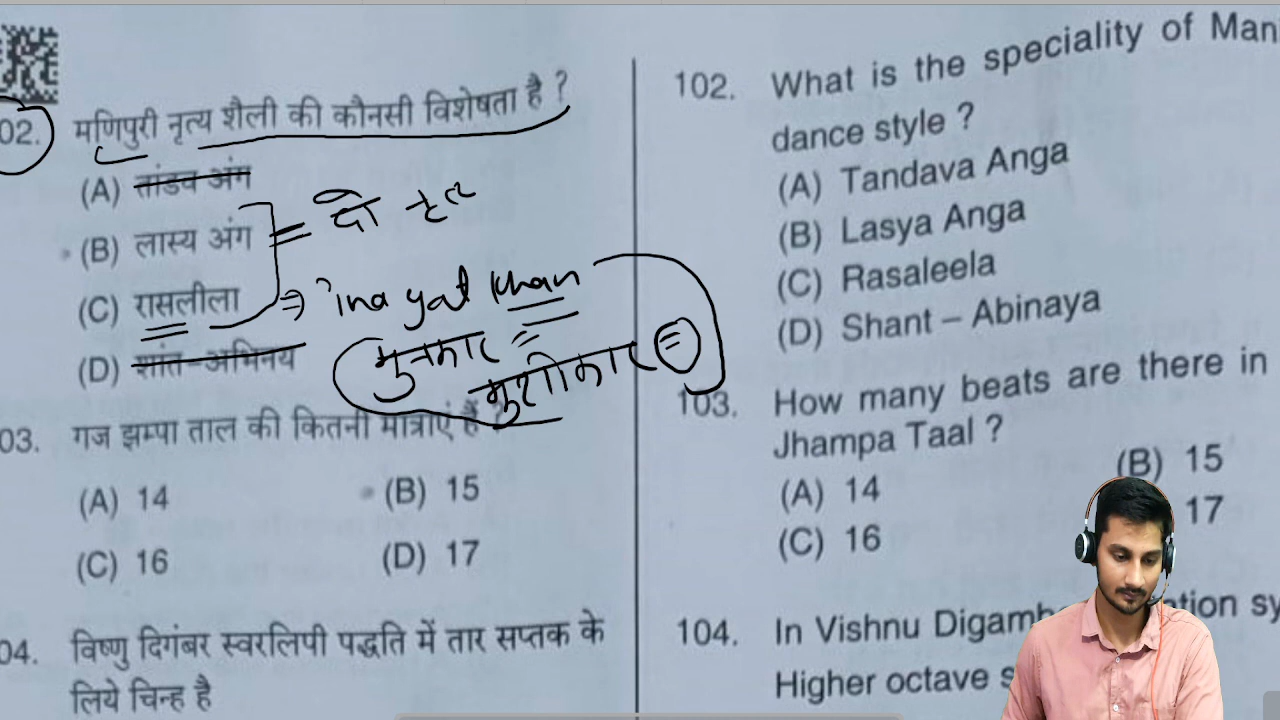 02. मणिपुरी नृत्य शैली की कौनसी विशेषता है ?
(A) तांडव अंग
(B) लास्य अंग
(C) रासलीला
(D) शांत-अभिनय
= दो
⇒ inayat khan
03. गज झम्पा ताल की कितनी मात्राएं हैं ?
(A) 14
(B) 15
(C) 16
(D) 17
04. विष्णु दिगंबर स्वरलिपी पद्धति में तार सप्तक के
लिये चिन्ह है
102. What is the speciality of Man
dance style ?
(A) Tandava Anga
(B) Lasya Anga
(C) Rasaleela
(D) Shant – Abinaya
103. How many beats are there in
Jhampa Taal ?
(A) 14
(B) 15
(C) 16
17
104. In Vishnu Digamb tion sy
Higher octave s